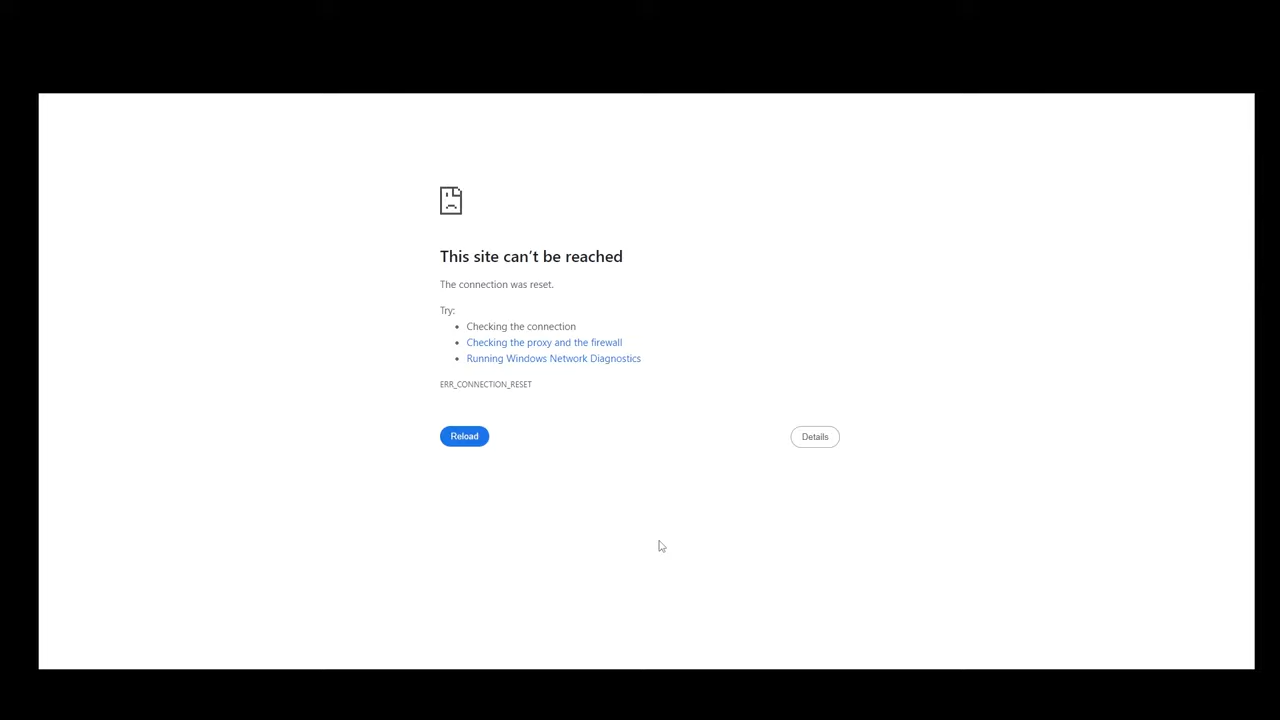 This site can’t be reached
The connection was reset.
Try:
Checking the connection
Checking the proxy and the firewall
Running Windows Network Diagnostics
ERR_CONNECTION_RESET
Reload
Details